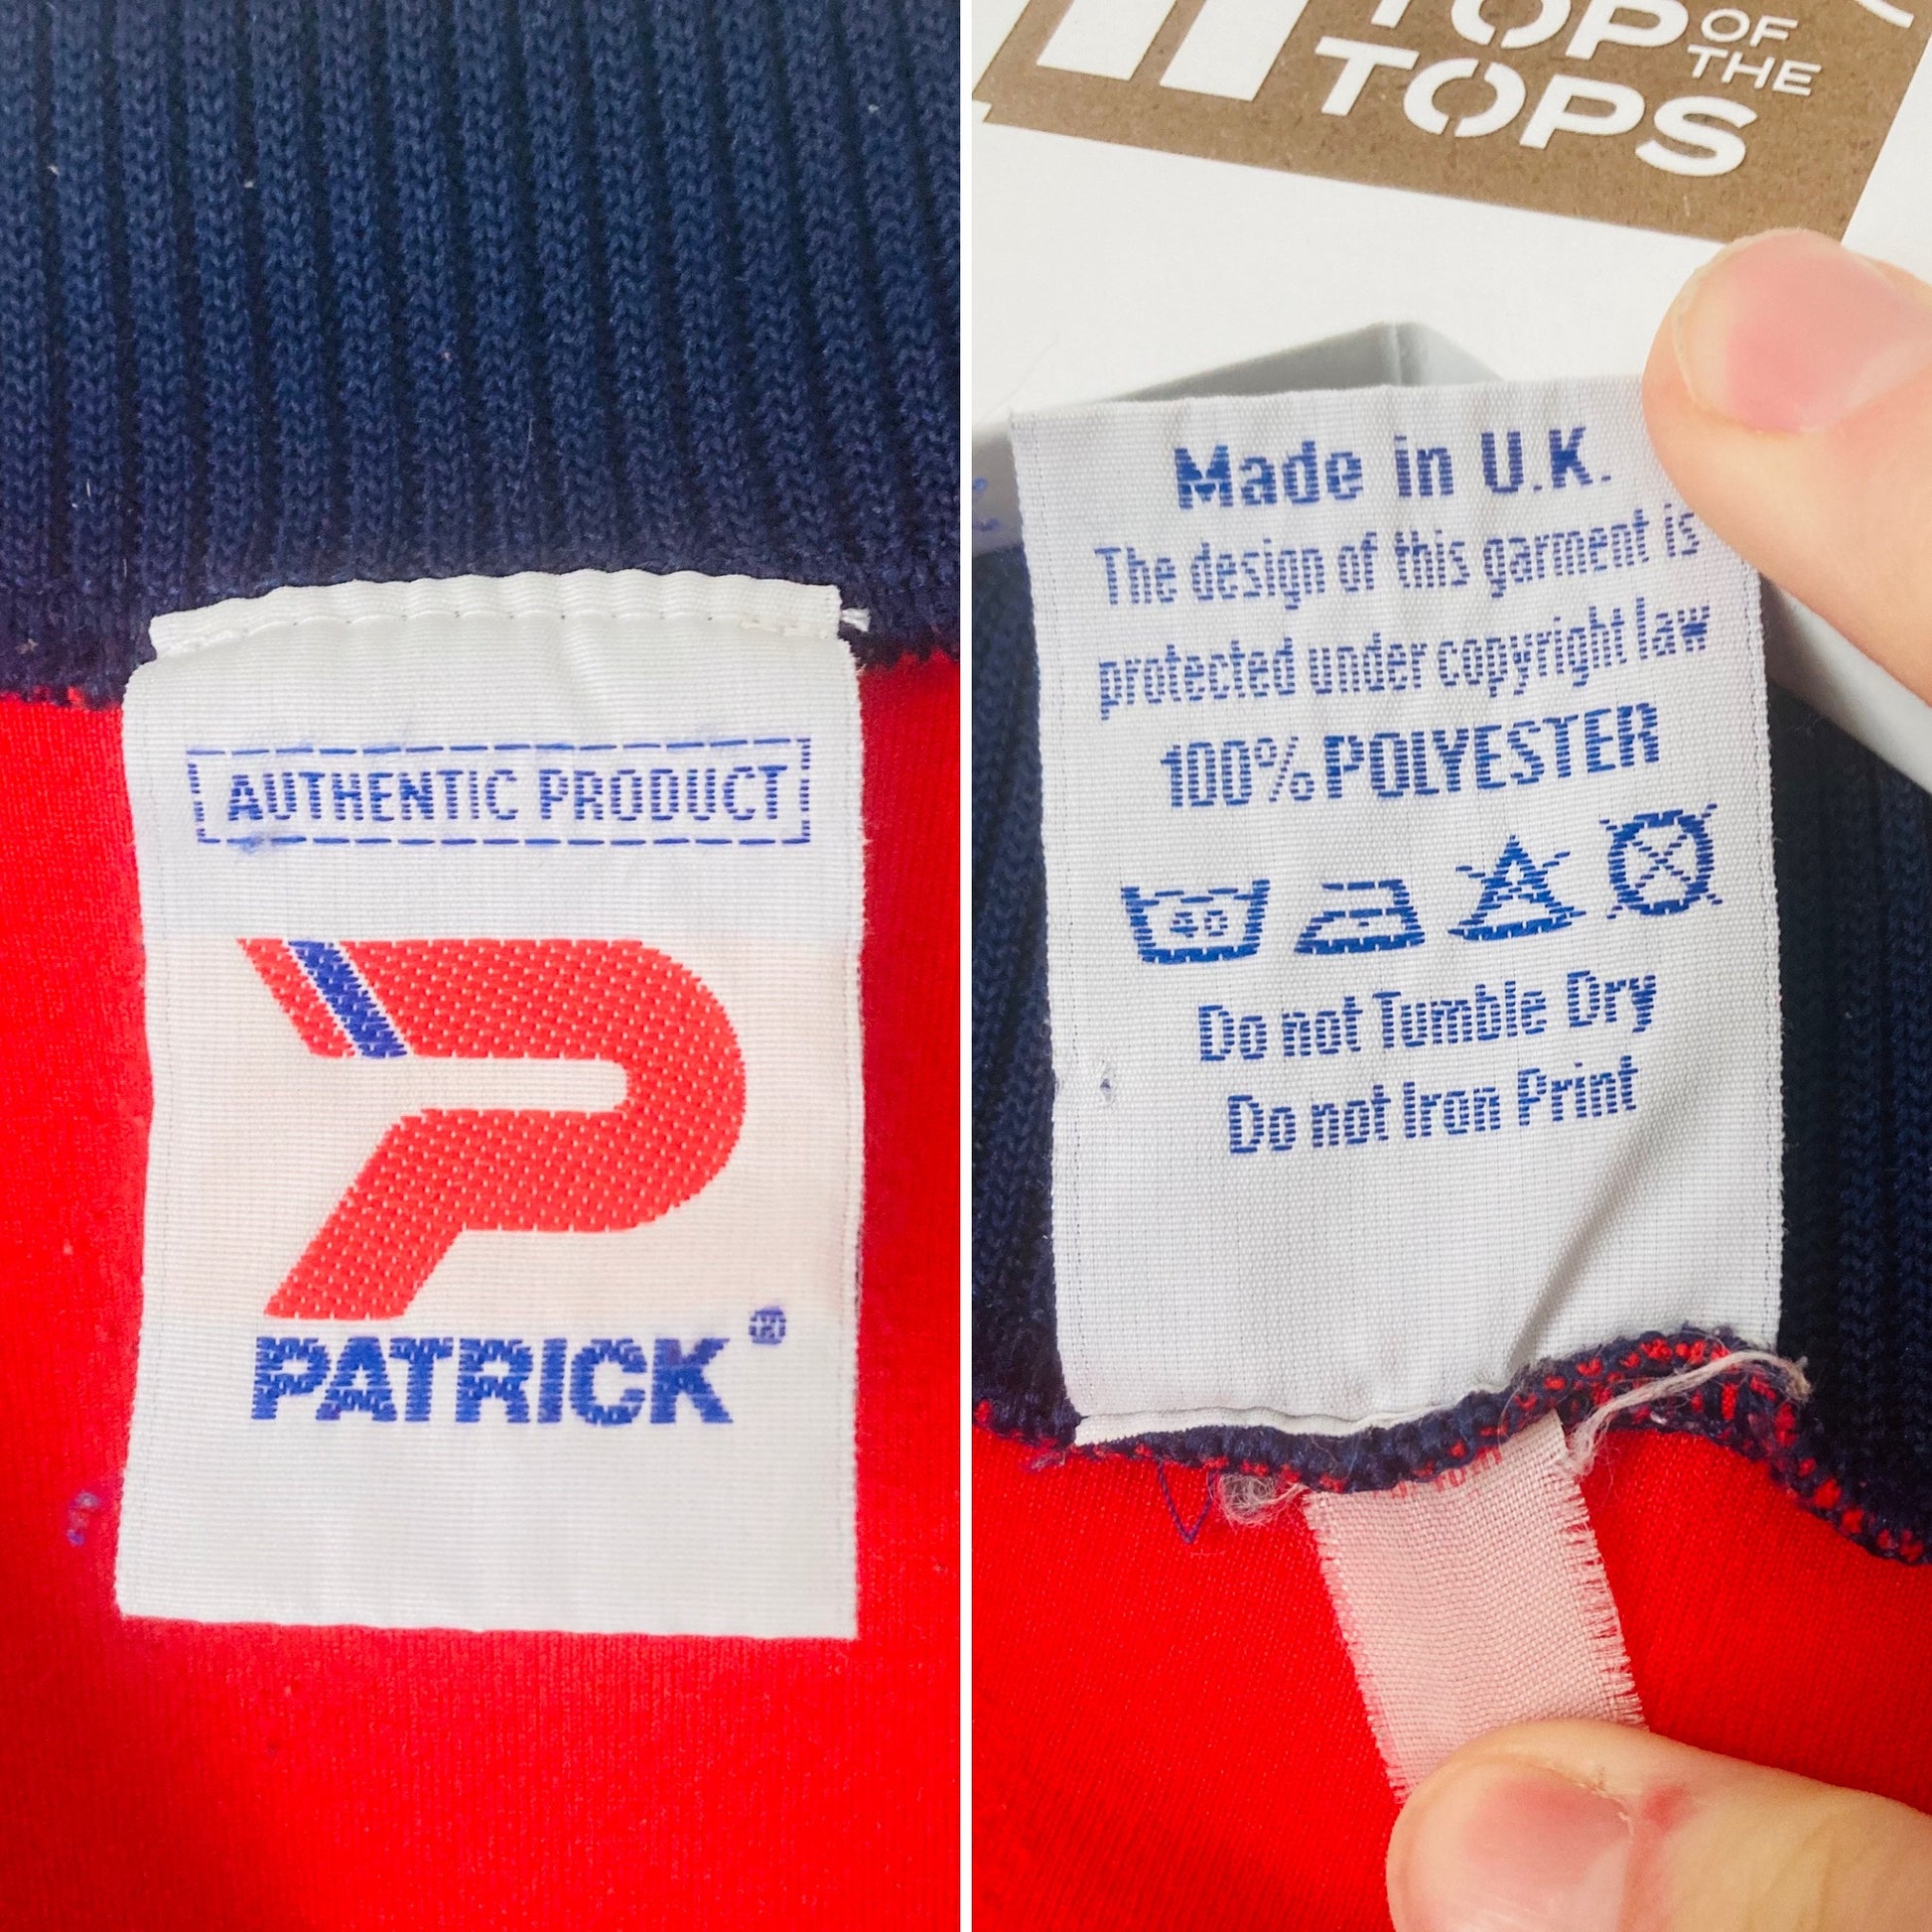 AUTHENTIC PRODUCT
PATRICK ®
TOP OF THE
TOPS
Made in U.K.
The design of this garment is
protected under copyright law
100% POLYESTER
40
Do not Tumble Dry
Do not Iron Print